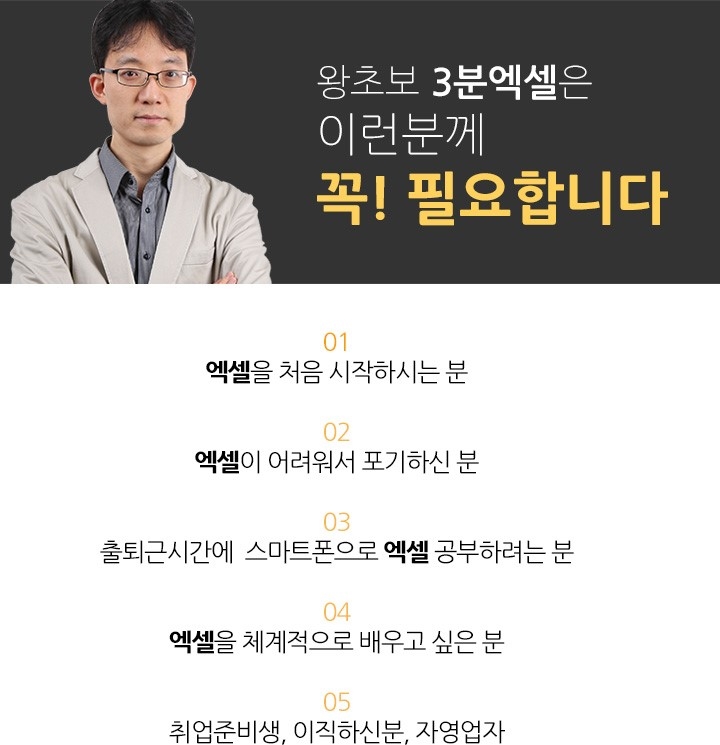 왕초보 3분엑셀은
이런분께
꼭! 필요합니다
01
엑셀을 처음 시작하시는 분
02
엑셀이 어려워서 포기하신 분
03
출퇴근시간에 스마트폰으로 엑셀 공부하려는 분
04
엑셀을 체계적으로 배우고 싶은 분
05
취업준비생, 이직하신분, 자영업자